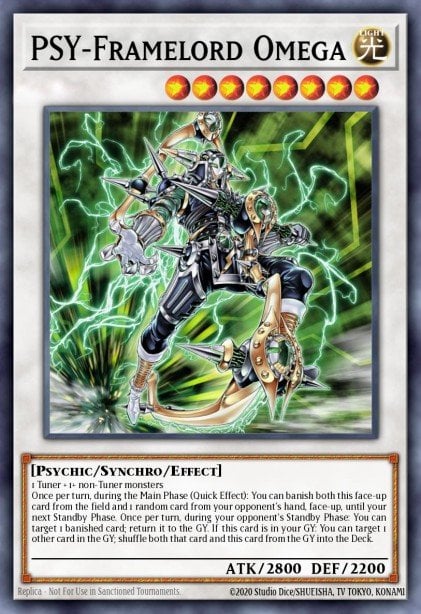 PSY-Framelord Omega
LIGHT
光
[Psychic/Synchro/Effect]
1 Tuner + 1+ non-Tuner monsters
Once per turn, during the Main Phase (Quick Effect): You can banish both this face-up
card from the field and 1 random card from your opponent's hand, face-up, until your
next Standby Phase. Once per turn, during your opponent's Standby Phase: You can
target 1 banished card; return it to the GY. If this card is in your GY: You can target 1
other card in the GY; shuffle both that card and this card from the GY into the Deck.
ATK/2800 DEF/2200
Replica - Not For Use in Sanctioned Tournaments. ©2020 Studio Dice/SHUEISHA, TV TOKYO, KONAMI